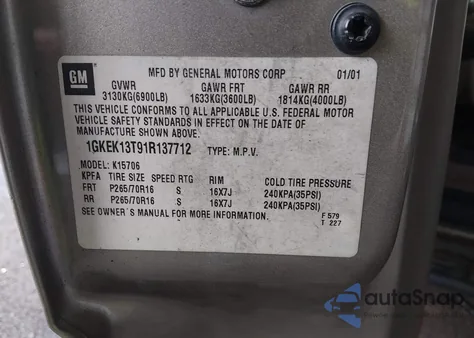 GM
MFD BY GENERAL MOTORS CORP 01/01
GVWR GAWR FRT GAWR RR
3130KG(6900LB) 1633KG(3600LB) 1814KG(4000LB)
THIS VEHICLE CONFORMS TO ALL APPLICABLE U.S. FEDERAL MOTOR
VEHICLE SAFETY STANDARDS IN EFFECT ON THE DATE OF
MANUFACTURE SHOWN ABOVE.
1GKEK13T91R137712 TYPE: M.P.V.
MODEL: K15706
KPFA TIRE SIZE SPEED RTG RIM COLD TIRE PRESSURE
FRT P265/70R16 S 16X7J 240KPA(35PSI)
RR P265/70R16 S 16X7J 240KPA(35PSI)
SEE OWNER'S MANUAL FOR MORE INFORMATION.
F 579
T 227
autoSnap